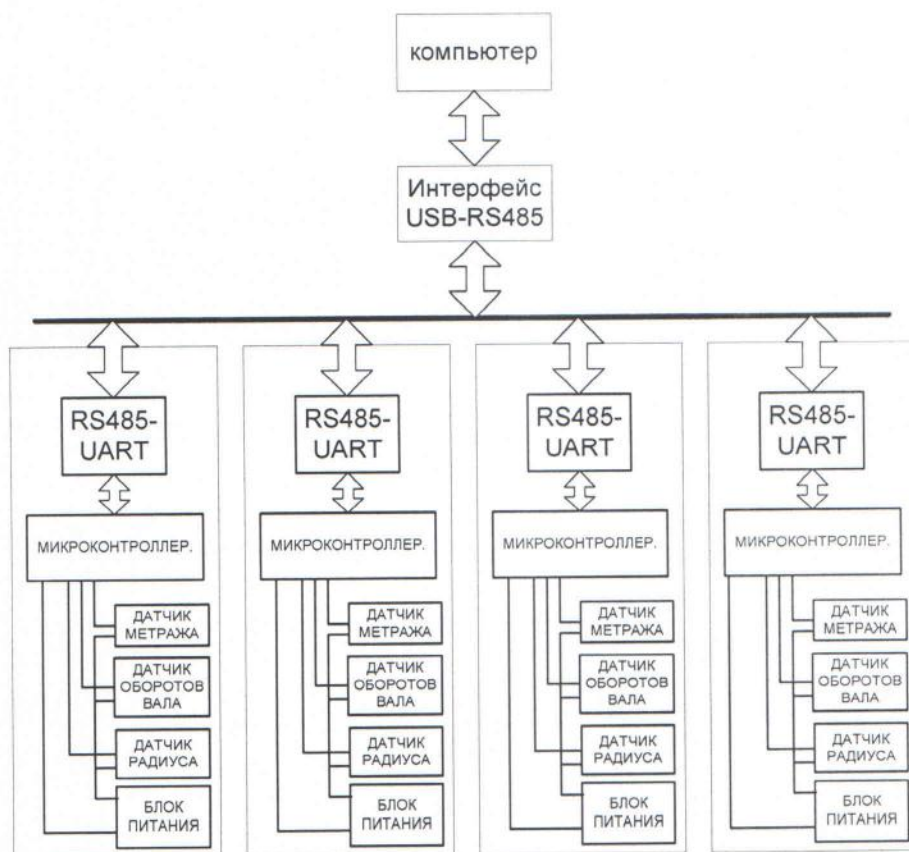 компьютер
Интерфейс
USB-RS485
RS485-
UART
МИКРОКОНТРОЛЛЕР.
ДАТЧИК
МЕТРАЖА
ДАТЧИК
ОБОРОТОВ
ВАЛА
ДАТЧИК
РАДИУСА
БЛОК
ПИТАНИЯ
RS485-
UART
МИКРОКОНТРОЛЛЕР.
ДАТЧИК
МЕТРАЖА
ДАТЧИК
ОБОРОТОВ
ВАЛА
ДАТЧИК
РАДИУСА
БЛОК
ПИТАНИЯ
RS485-
UART
МИКРОКОНТРОЛЛЕР.
ДАТЧИК
МЕТРАЖА
ДАТЧИК
ОБОРОТОВ
ВАЛА
ДАТЧИК
РАДИУСА
БЛОК
ПИТАНИЯ
RS485-
UART
МИКРОКОНТРОЛЛЕР.
ДАТЧИК
МЕТРАЖА
ДАТЧИК
ОБОРОТОВ
ВАЛА
ДАТЧИК
РАДИУСА
БЛОК
ПИТАНИЯ